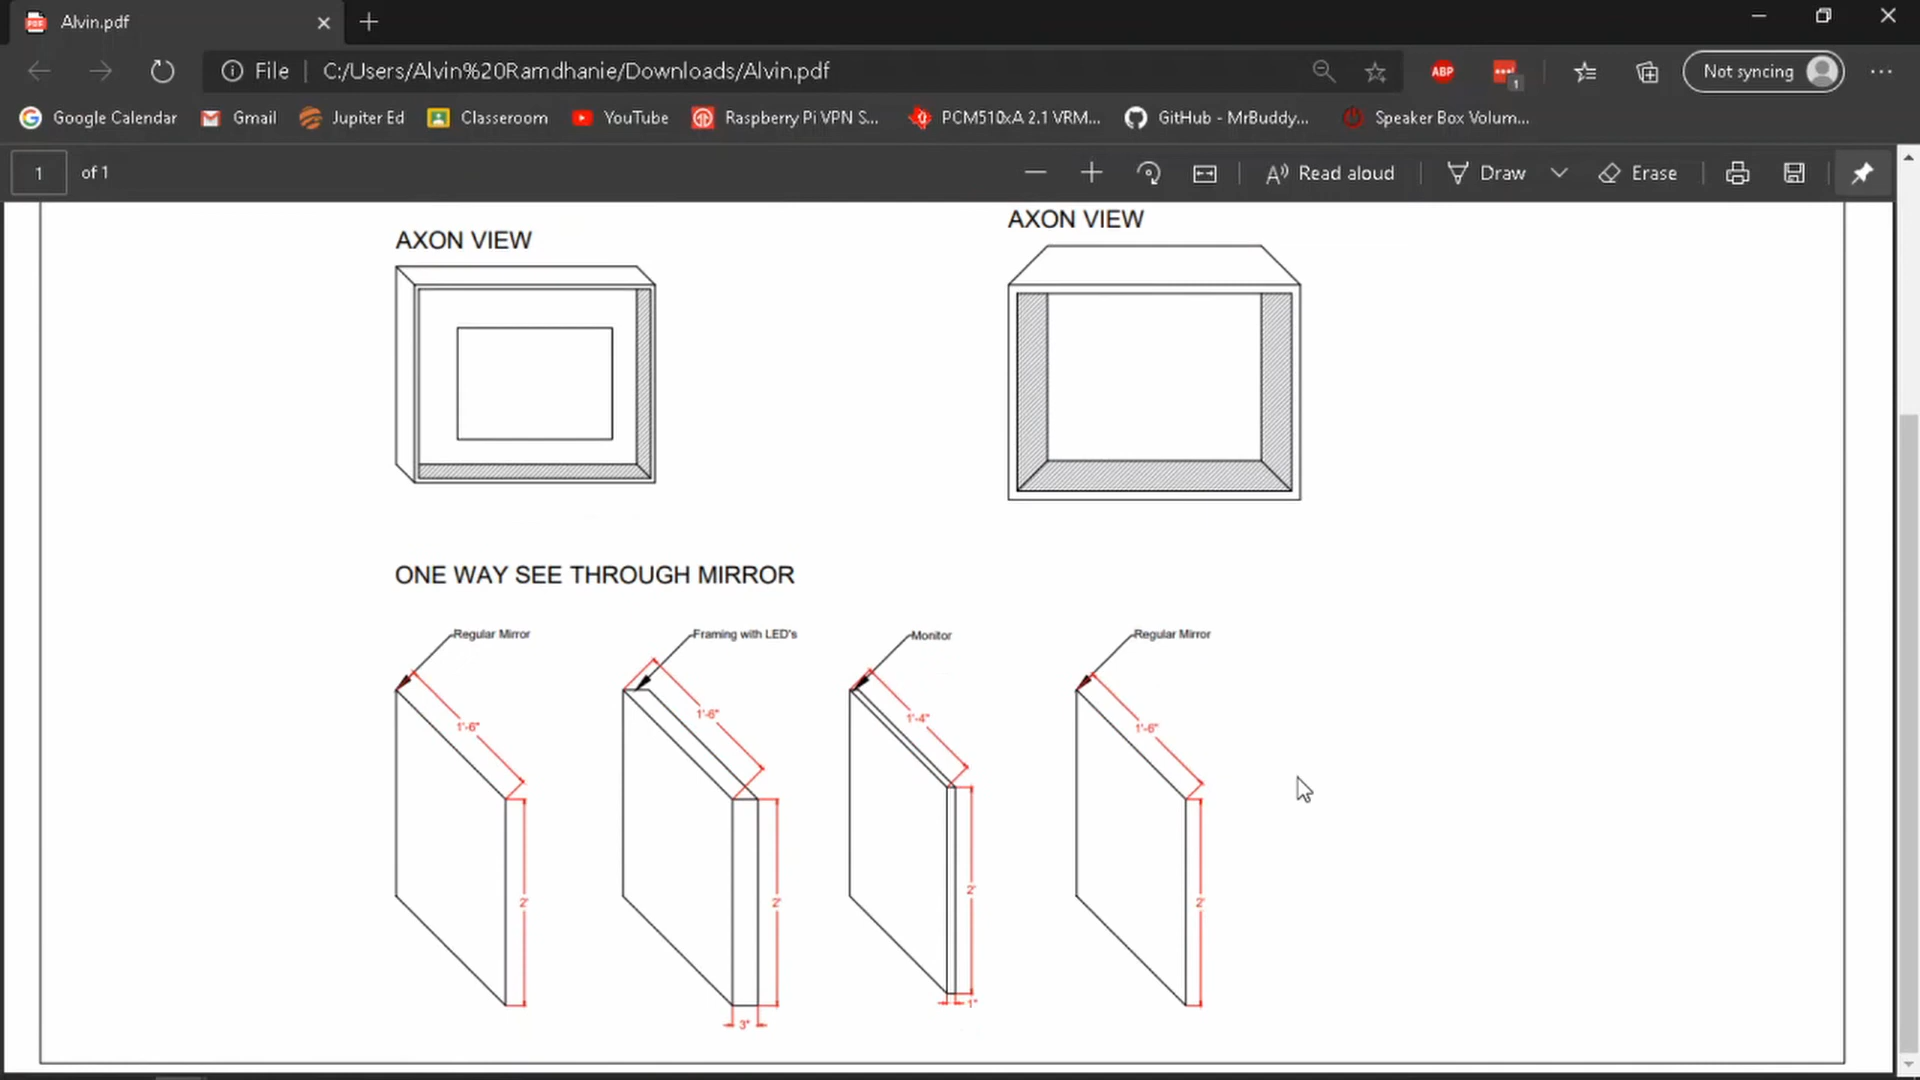 Alvin.pdf
File C:/Users/Alvin%20Ramdhanie/Downloads/Alvin.pdf ABP 1 Not syncing
Google Calendar Gmail Jupiter Ed Classeroom YouTube Raspberry Pi VPN S... PCM510xA 2.1 VRM... GitHub - MrBuddy... Speaker Box Volum...
1 of 1 Read aloud Draw Erase
AXON VIEW AXON VIEW
ONE WAY SEE THROUGH MIRROR
Regular Mirror Framing with LED's Monitor Regular Mirror
1'-6" 1'-6" 1'-4" 1'-6"
2' 2' 2' 2'
3" 1"